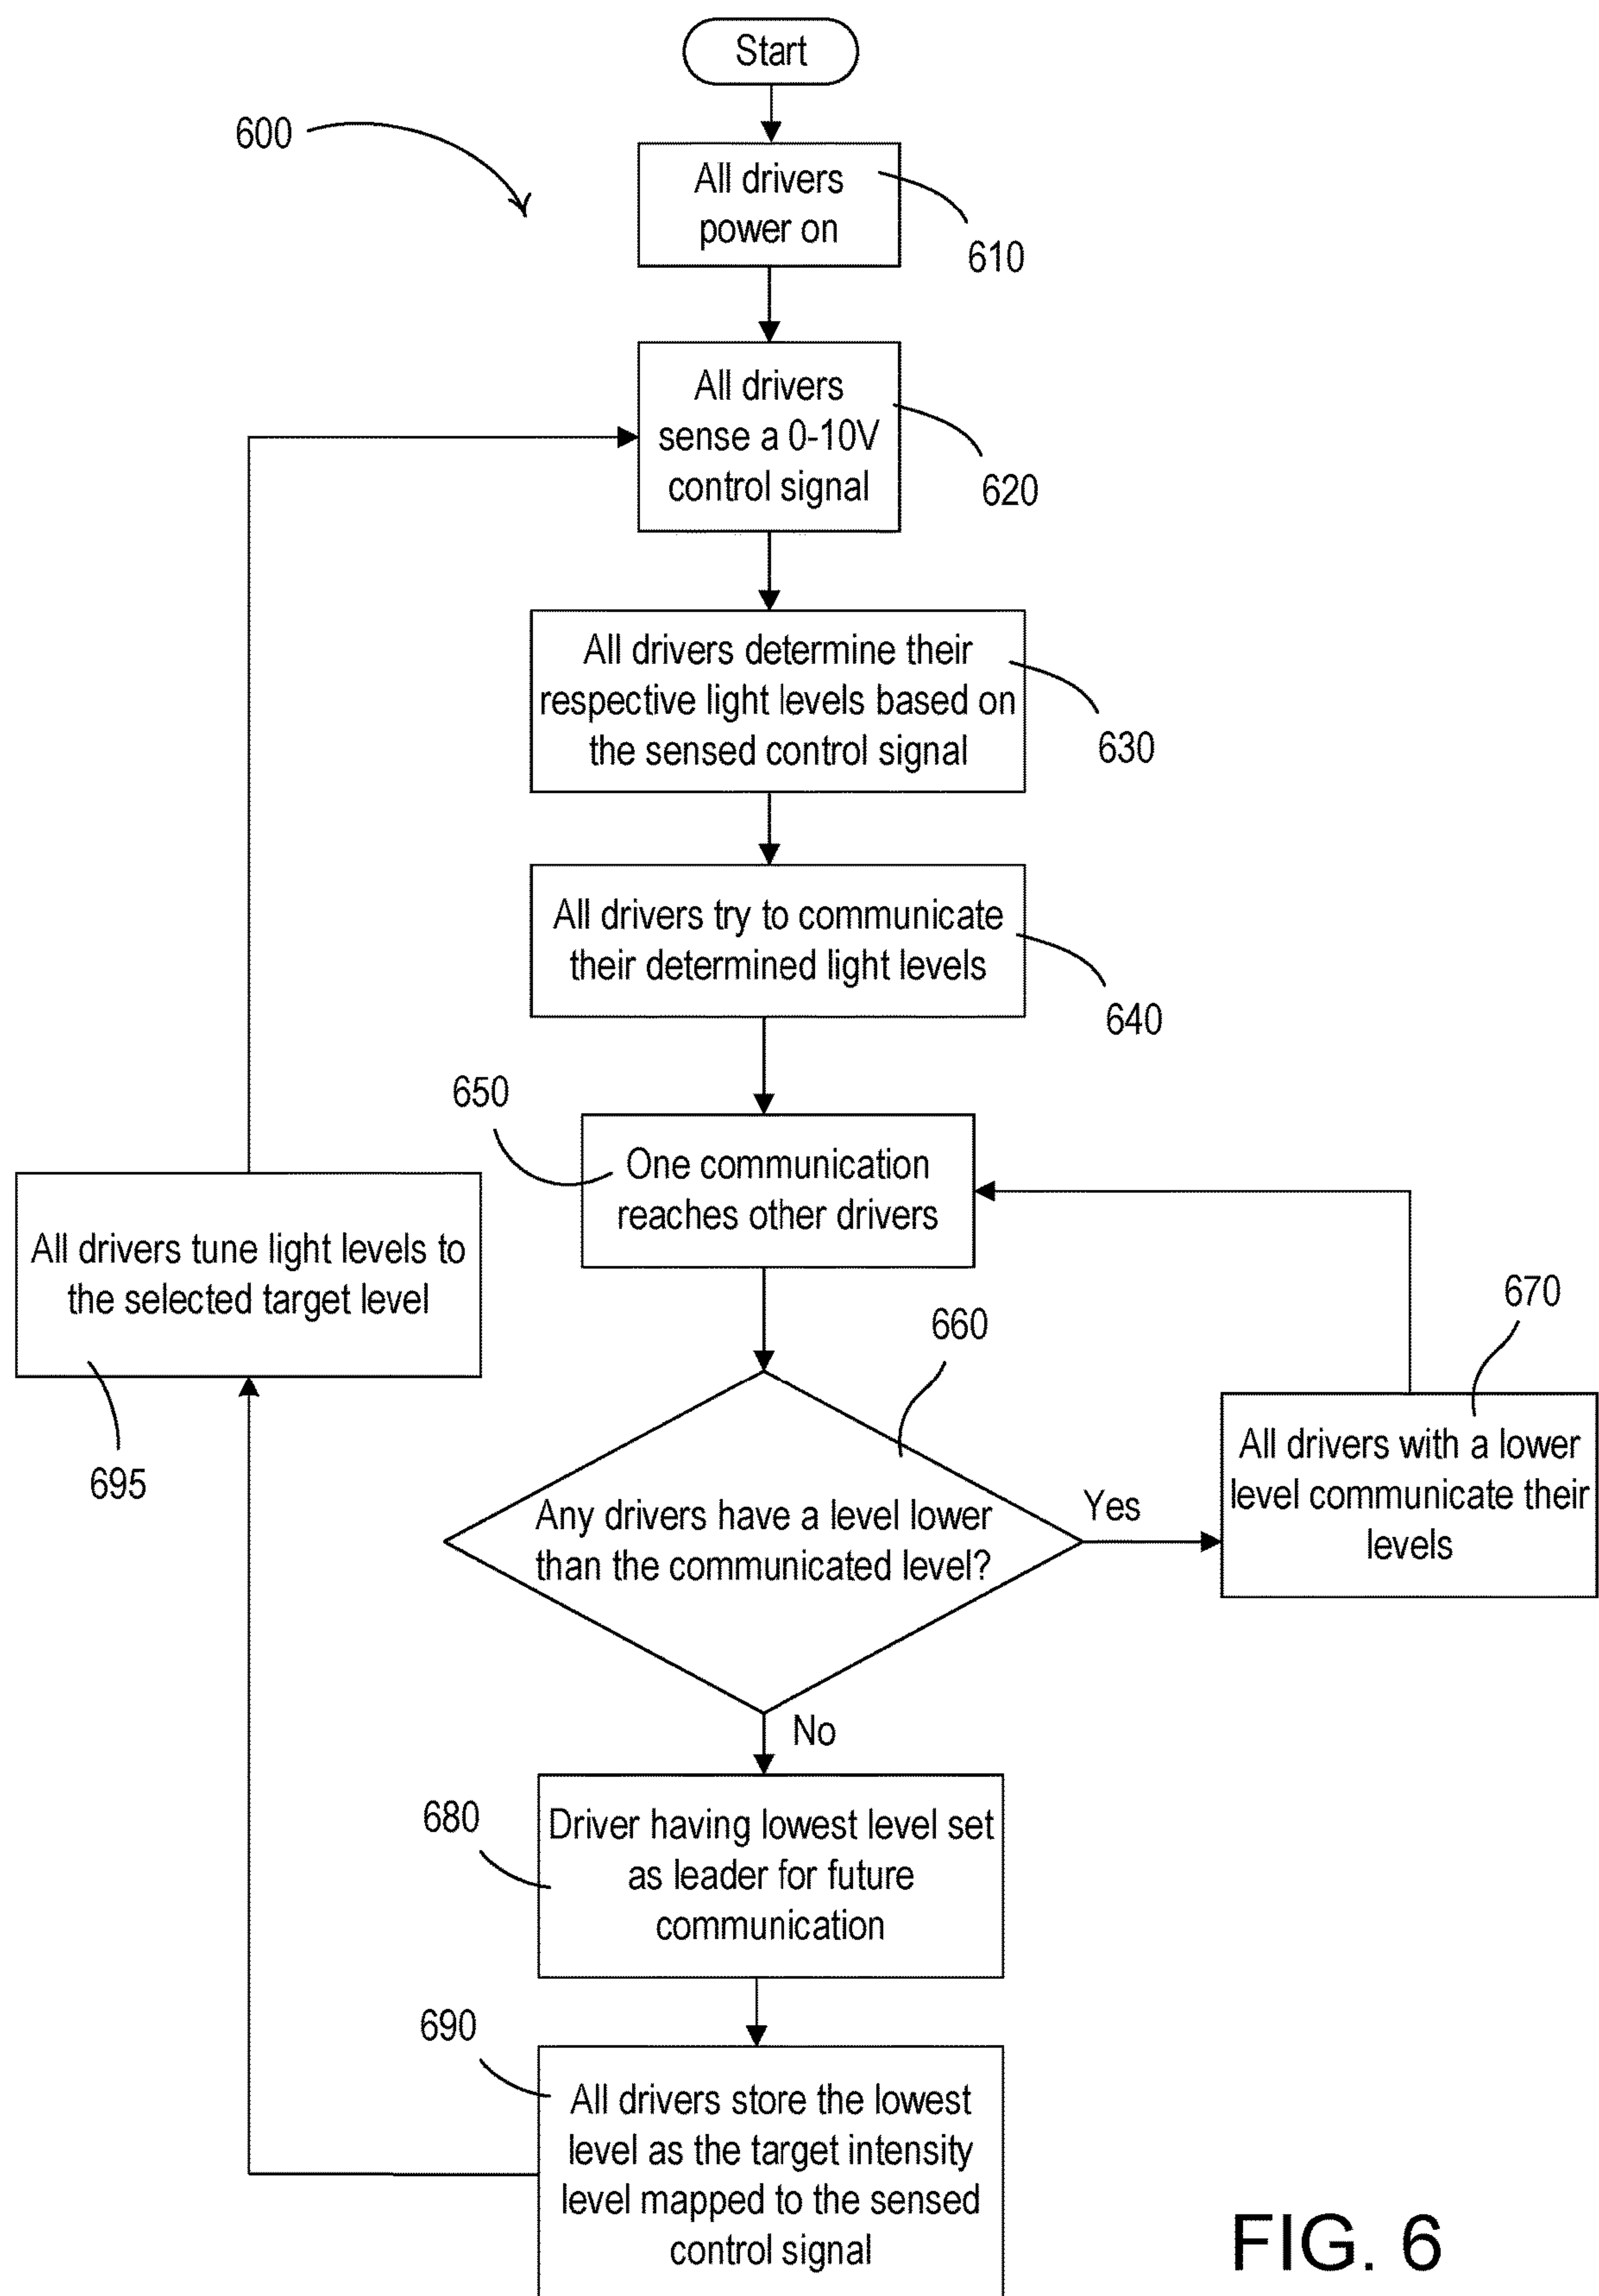 Start
600
All drivers
power on
610
All drivers
sense a 0-10V
control signal
620
All drivers determine their
respective light levels based on
the sensed control signal
630
All drivers try to communicate
their determined light levels
640
650
One communication
reaches other drivers
All drivers tune light levels to
the selected target level
695
660
670
Any drivers have a level lower
than the communicated level?
Yes
All drivers with a lower
level communicate their
levels
No
680
Driver having lowest level set
as leader for future
communication
690
All drivers store the lowest
level as the target intensity
level mapped to the sensed
control signal
FIG. 6